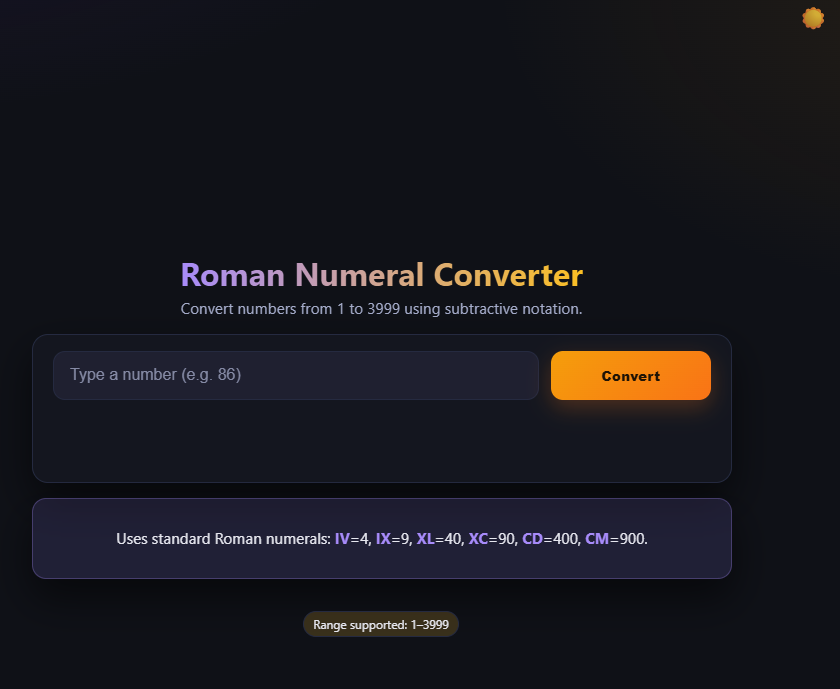 Roman Numeral Converter
Convert numbers from 1 to 3999 using subtractive notation.
Type a number (e.g. 86)
Convert
Uses standard Roman numerals: IV=4, IX=9, XL=40, XC=90, CD=400, CM=900.
Range supported: 1–3999